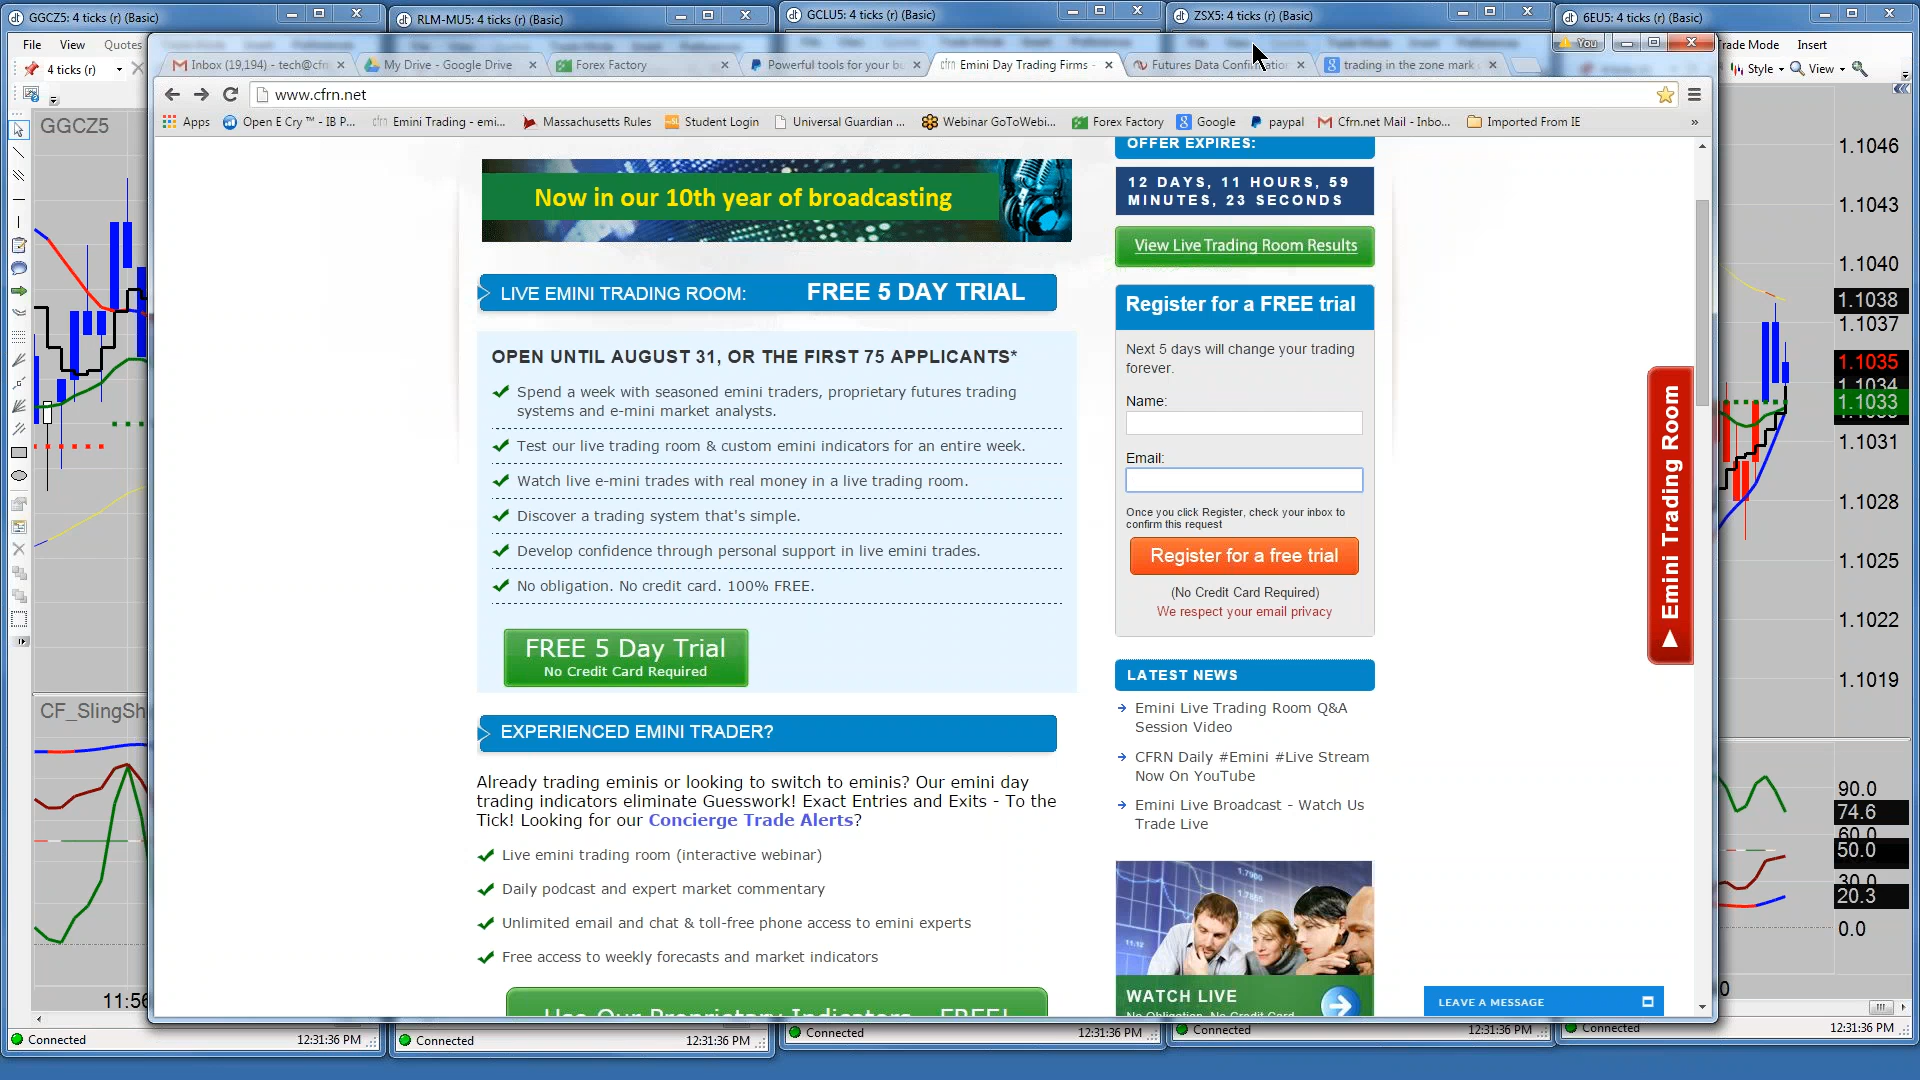 GGCZ5: 4 ticks (r) (Basic)
RLM-MU5: 4 ticks (r) (Basic)
GCLU5: 4 ticks (r) (Basic)
ZSX5: 4 ticks (r) (Basic)
6EU5: 4 ticks (r) (Basic)
File View Quotes
rade Mode Insert
You
4 ticks (r)
Style View
Inbox (19,194) - tech@cfr
My Drive - Google Drive
Forex Factory
Powerful tools for your b
cfrn Emini Day Trading Firms -
Futures Data Confirmation
trading in the zone mark
www.cfrn.net
Apps
Open E Cry ™ - IB P...
cfrn Emini Trading - emi...
Massachusetts Rules
Student Login
Universal Guardian ...
Webinar GoToWebi...
Forex Factory
Google
paypal
Cfrn.net Mail - Inbo...
Imported From IE
»
GGCZ5
CF_SlingSh
11:56
Now in our 10th year of broadcasting
LIVE EMINI TRADING ROOM: FREE 5 DAY TRIAL
OPEN UNTIL AUGUST 31, OR THE FIRST 75 APPLICANTS*
Spend a week with seasoned emini traders, proprietary futures trading
systems and e-mini market analysts.
Test our live trading room & custom emini indicators for an entire week.
Watch live e-mini trades with real money in a live trading room.
Discover a trading system that's simple.
Develop confidence through personal support in live emini trades.
No obligation. No credit card. 100% FREE.
FREE 5 Day Trial
No Credit Card Required
EXPERIENCED EMINI TRADER?
Already trading eminis or looking to switch to eminis? Our emini day
trading indicators eliminate Guesswork! Exact Entries and Exits - To the
Tick! Looking for our Concierge Trade Alerts?
Live emini trading room (interactive webinar)
Daily podcast and expert market commentary
Unlimited email and chat & toll-free phone access to emini experts
Free access to weekly forecasts and market indicators
Use Our Proprietary Indicators - FREE!
OFFER EXPIRES:
12 DAYS, 11 HOURS, 59
MINUTES, 23 SECONDS
View Live Trading Room Results
Register for a FREE trial
Next 5 days will change your trading
forever.
Name:
Email:
Once you click Register, check your inbox to
confirm this request
Register for a free trial
(No Credit Card Required)
We respect your email privacy
LATEST NEWS
Emini Live Trading Room Q&A
Session Video
CFRN Daily #Emini #Live Stream
Now On YouTube
Emini Live Broadcast - Watch Us
Trade Live
WATCH LIVE
No Obligation, No Credit Card
Emini Trading Room
LEAVE A MESSAGE
1.1046
1.1043
1.1040
1.1038
1.1037
1.1035
1.1034
1.1033
1.1031
1.1028
1.1025
1.1022
1.1019
90.0
74.6
60.0
50.0
30.0
20.3
0.0
Connected 12:31:36 PM
Connected 12:31:36 PM
Connected 12:31:36 PM
Connected 12:31:36 PM
Connected 12:31:36 PM